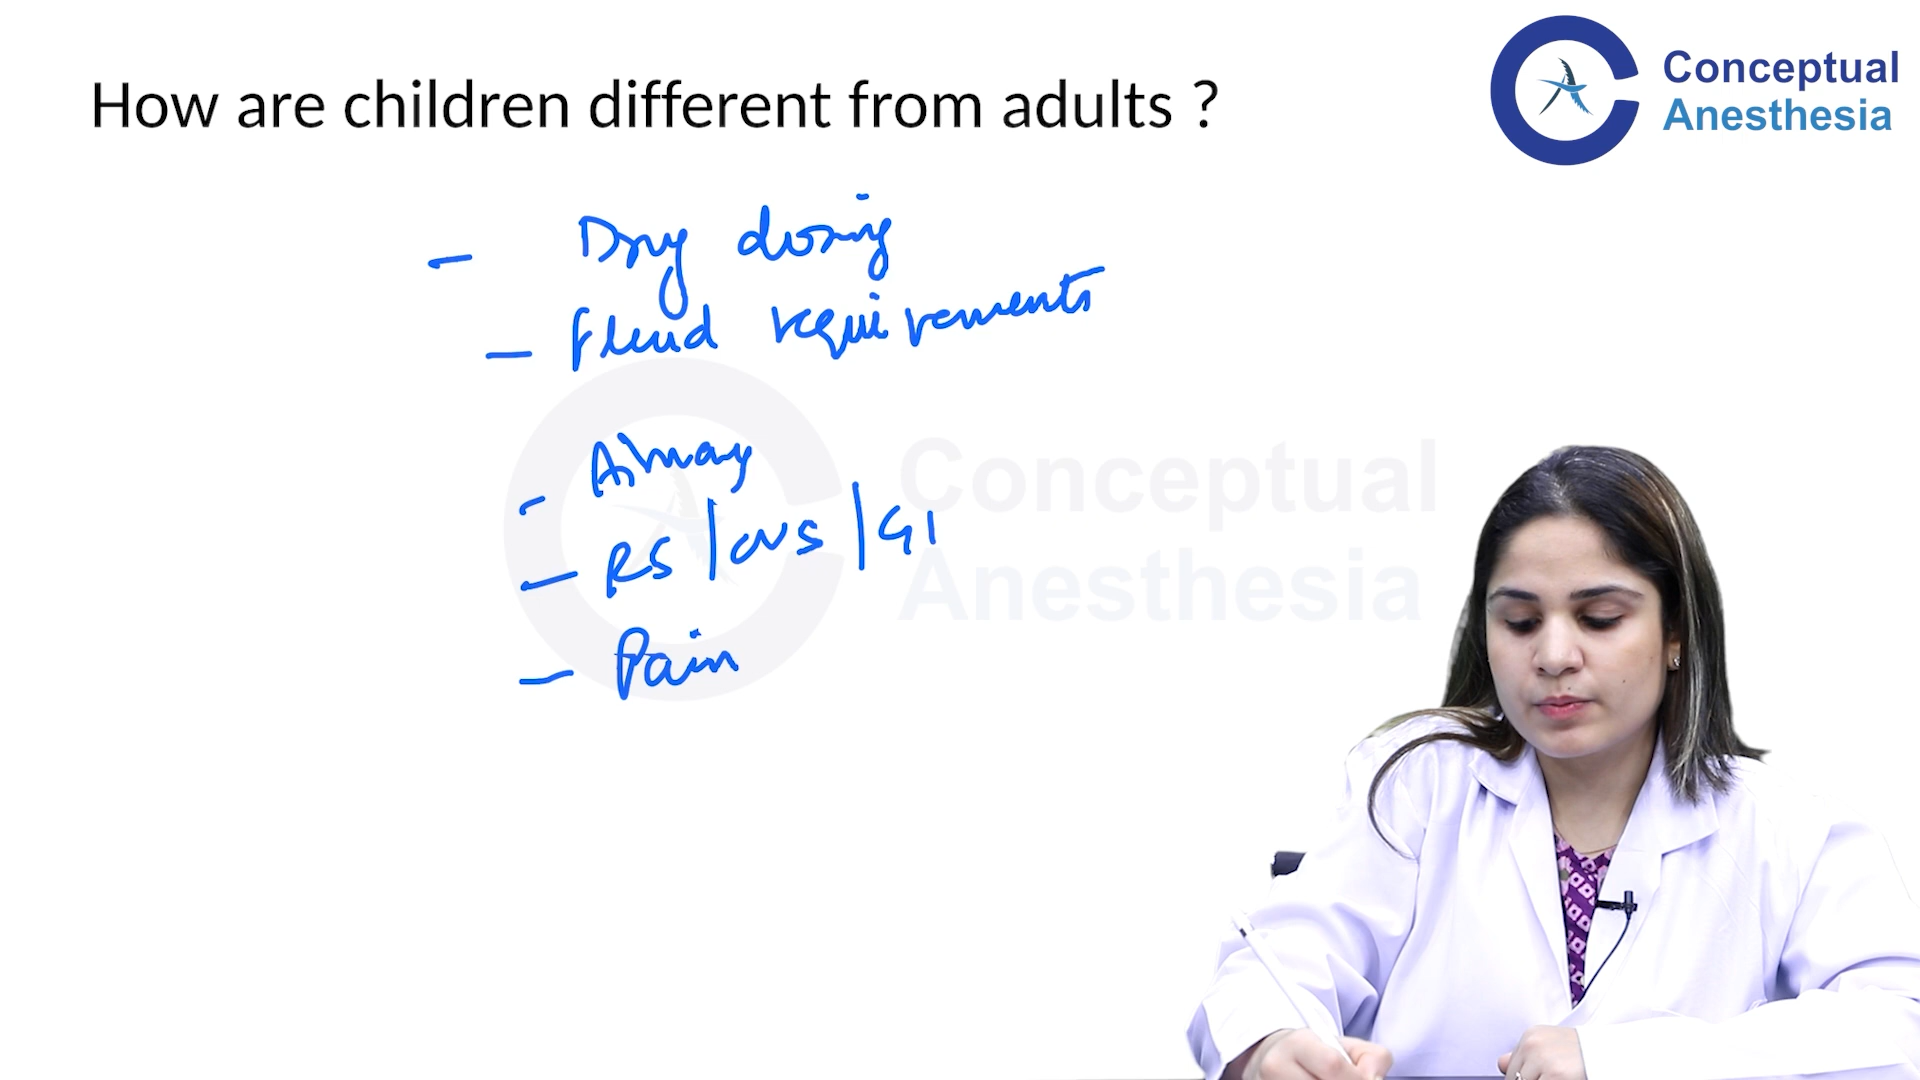 How are children different from adults ?
Conceptual
Anesthesia
- Drug dosing
- fluid requirements
- Airway
- RS | CVS | GI
- Pain
Conceptual
Anesthesia